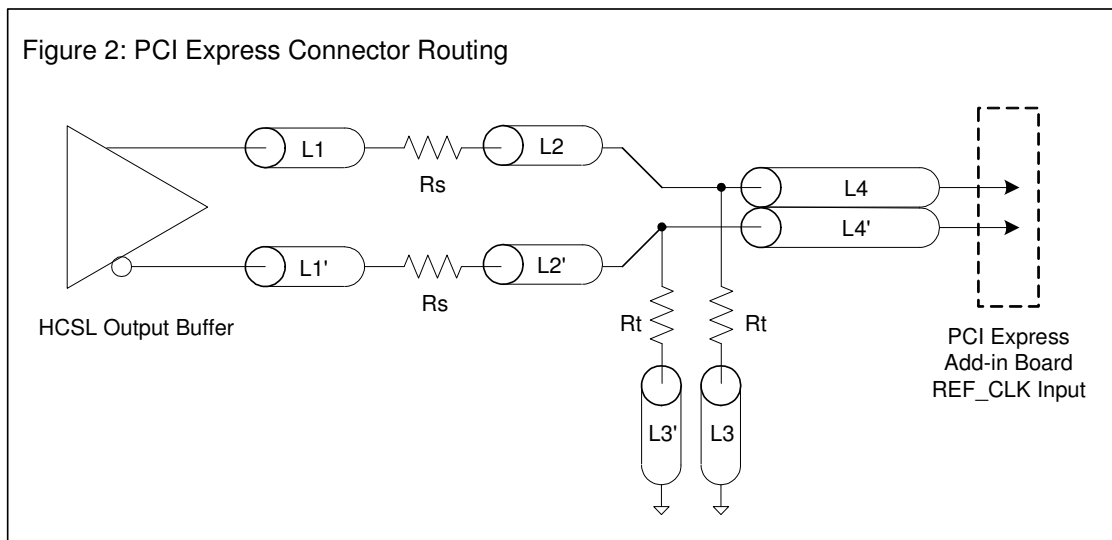 Figure 2: PCI Express Connector Routing
L1
Rs
L2
L4
L4'
L1'
Rs
L2'
HCSL Output Buffer
Rt
Rt
L3'
L3
PCI Express
Add-in Board
REF_CLK Input